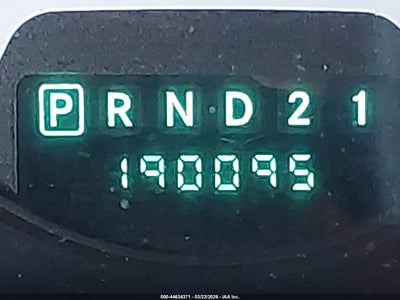 P R N D 2 1
190095
000-44634371 - 03/23/2026 - IAA Inc.